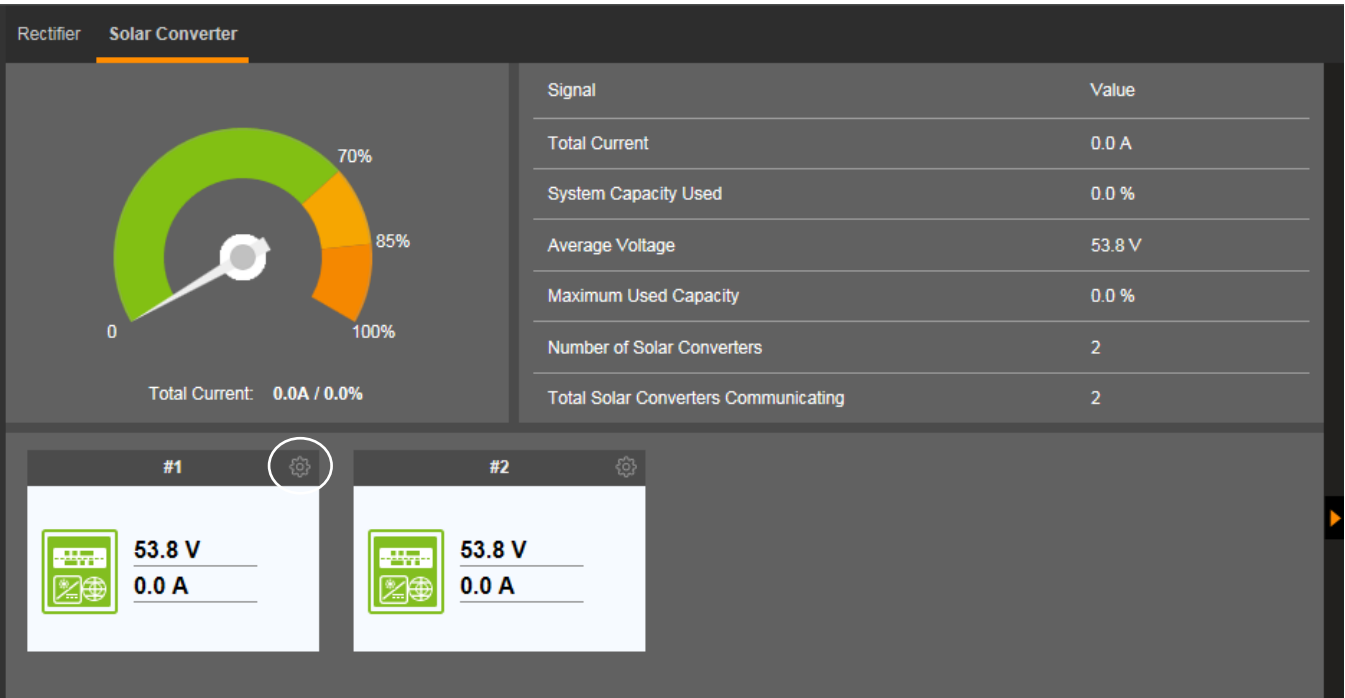 Rectifier Solar Converter
70%
85%
0
100%
Total Current: 0.0A / 0.0%
Signal Value
Total Current 0.0 A
System Capacity Used 0.0 %
Average Voltage 53.8 V
Maximum Used Capacity 0.0 %
Number of Solar Converters 2
Total Solar Converters Communicating 2
#1
53.8 V
0.0 A
#2
53.8 V
0.0 A